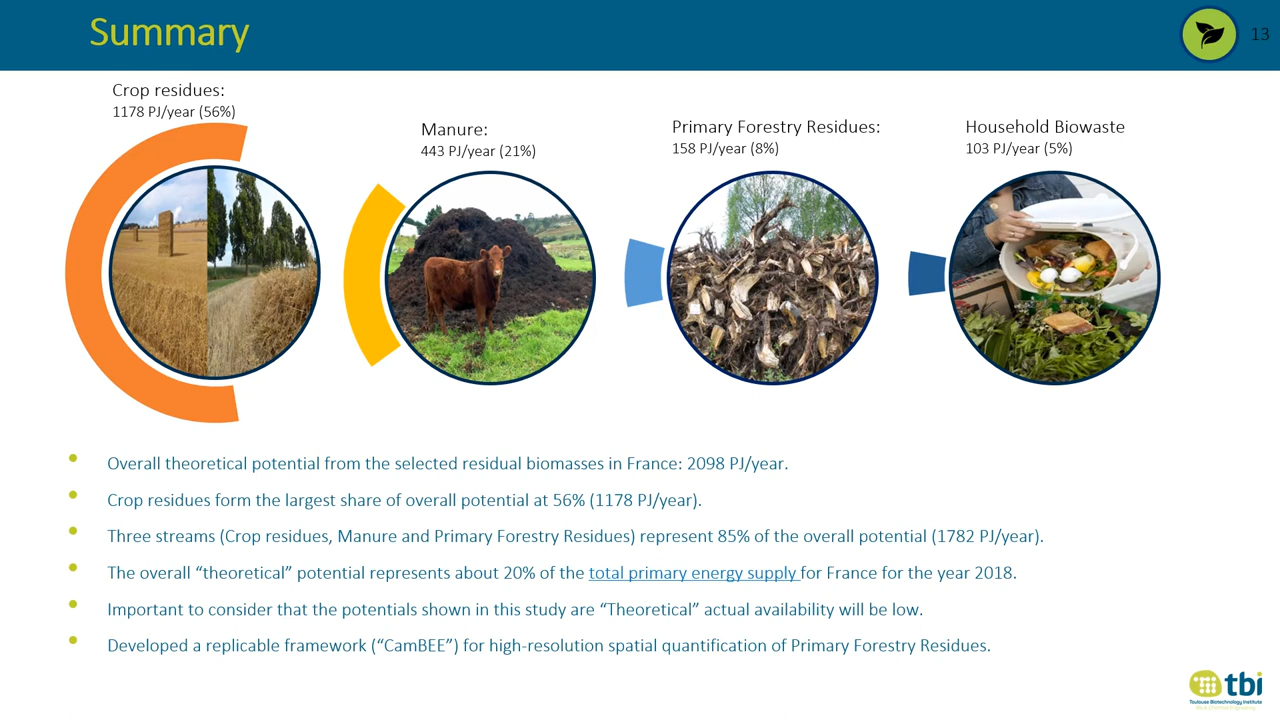 Summary
13
Crop residues:
1178 PJ/year (56%)
Manure:
443 PJ/year (21%)
Primary Forestry Residues:
158 PJ/year (8%)
Household Biowaste
103 PJ/year (5%)
• Overall theoretical potential from the selected residual biomasses in France: 2098 PJ/year.
• Crop residues form the largest share of overall potential at 56% (1178 PJ/year).
• Three streams (Crop residues, Manure and Primary Forestry Residues) represent 85% of the overall potential (1782 PJ/year).
• The overall “theoretical” potential represents about 20% of the total primary energy supply for France for the year 2018.
• Important to consider that the potentials shown in this study are “Theoretical” actual availability will be low.
• Developed a replicable framework (“CamBEE”) for high-resolution spatial quantification of Primary Forestry Residues.
tbi
Toulouse Biotechnology Institute